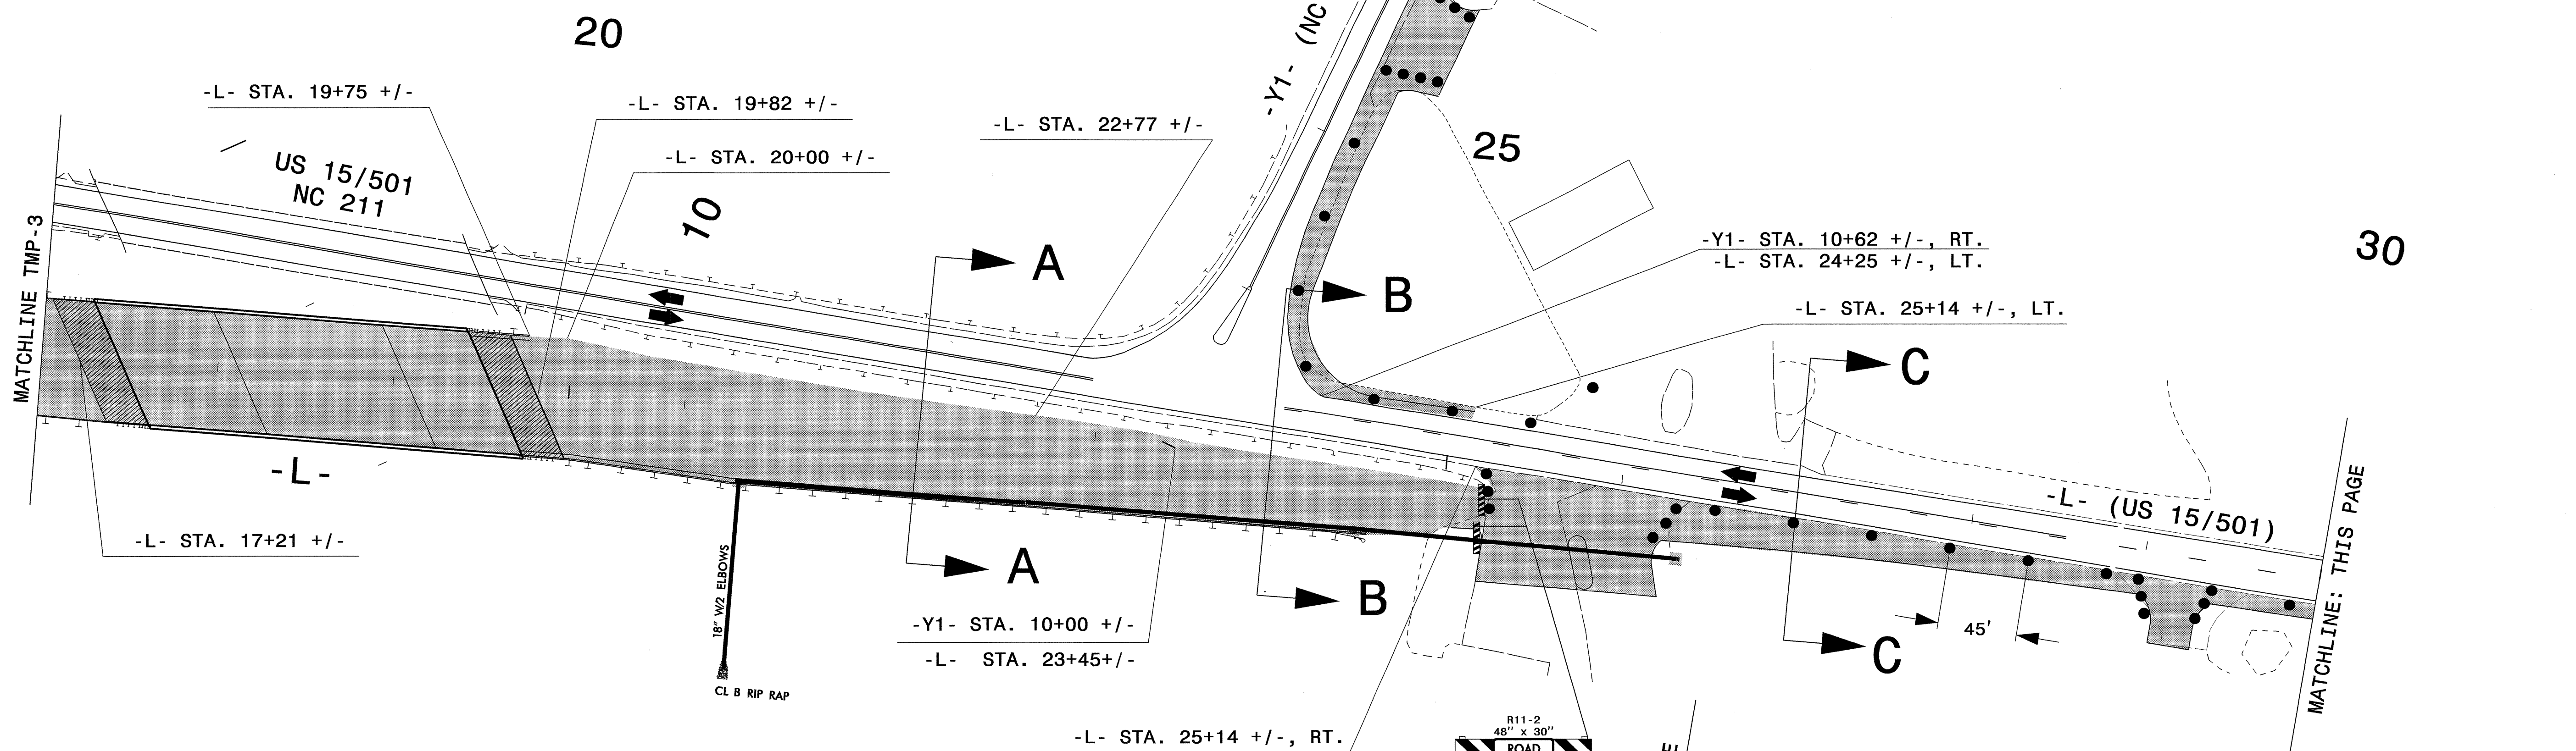 20
-L- STA. 19+75 +/-
-L- STA. 19+82 +/-
-L- STA. 20+00 +/-
-L- STA. 22+77 +/-
-Y1- (NC
25
US 15/501
NC 211
10
MATCHLINE TMP-3
A
B
-Y1- STA. 10+62 +/-, RT.
-L- STA. 24+25 +/-, LT.
30
-L- STA. 25+14 +/-, LT.
C
-L-
-L- (US 15/501)
MATCHLINE: THIS PAGE
-L- STA. 17+21 +/-
18" W/2 ELBOWS
A
B
-Y1- STA. 10+00 +/-
-L- STA. 23+45+/-
45'
C
CL B RIP RAP
-L- STA. 25+14 +/-, RT.
R11-2
48" x 30"
ROAD